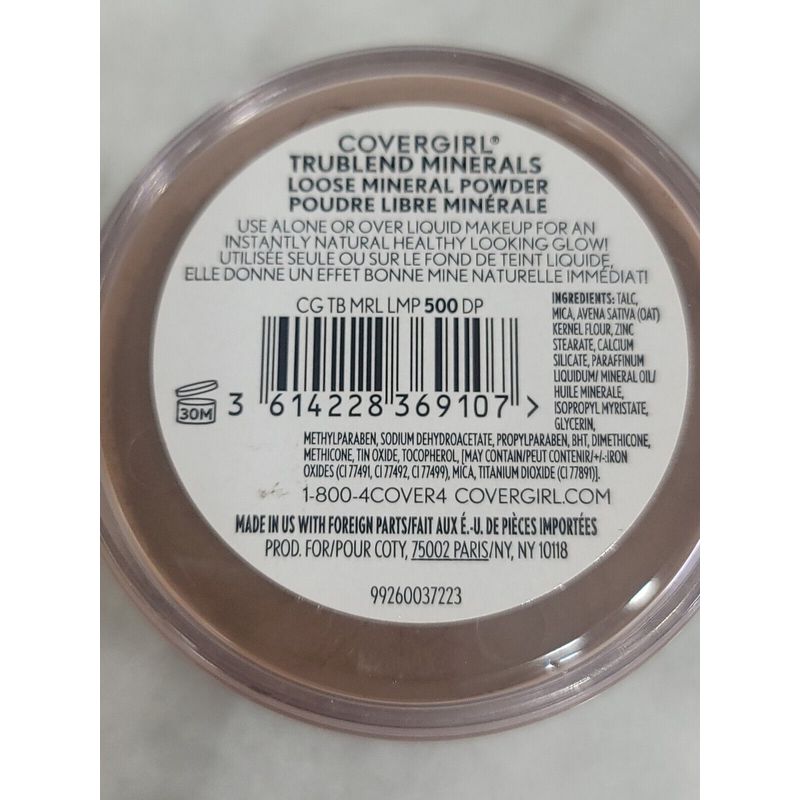 COVERGIRL®
TRUBLEND MINERALS
LOOSE MINERAL POWDER
POUDRE LIBRE MINÉRALE
USE ALONE OR OVER LIQUID MAKEUP FOR AN
INSTANTLY NATURAL HEALTHY LOOKING GLOW!
UTILISÉE SEULE OU SUR LE FOND DE TEINT LIQUIDE,
ELLE DONNE UN EFFET BONNE MINE NATURELLE IMMÉDIAT!
CG TB MRL LMP 500 DP
INGREDIENTS: TALC,
MICA, AVENA SATIVA (OAT)
KERNEL FLOUR, ZINC
STEARATE, CALCIUM
SILICATE, PARAFFINUM
LIQUIDUM/ MINERAL OIL/
HUILE MINERALE,
ISOPROPYL MYRISTATE,
GLYCERIN,
30M
3 614228 369107 >
METHYLPARABEN, SODIUM DEHYDROACETATE, PROPYLPARABEN, BHT, DIMETHICONE,
METHICONE, TIN OXIDE, TOCOPHEROL, [MAY CONTAIN/PEUT CONTENIR/+/-:IRON
OXIDES (CI 77491, CI 77492, CI 77499), MICA, TITANIUM DIOXIDE (CI 77891)].
1-800-4COVER4 COVERGIRL.COM
MADE IN US WITH FOREIGN PARTS/FAIT AUX É.-U. DE PIÈCES IMPORTÉES
PROD. FOR/POUR COTY, 75002 PARIS/NY, NY 10118
99260037223